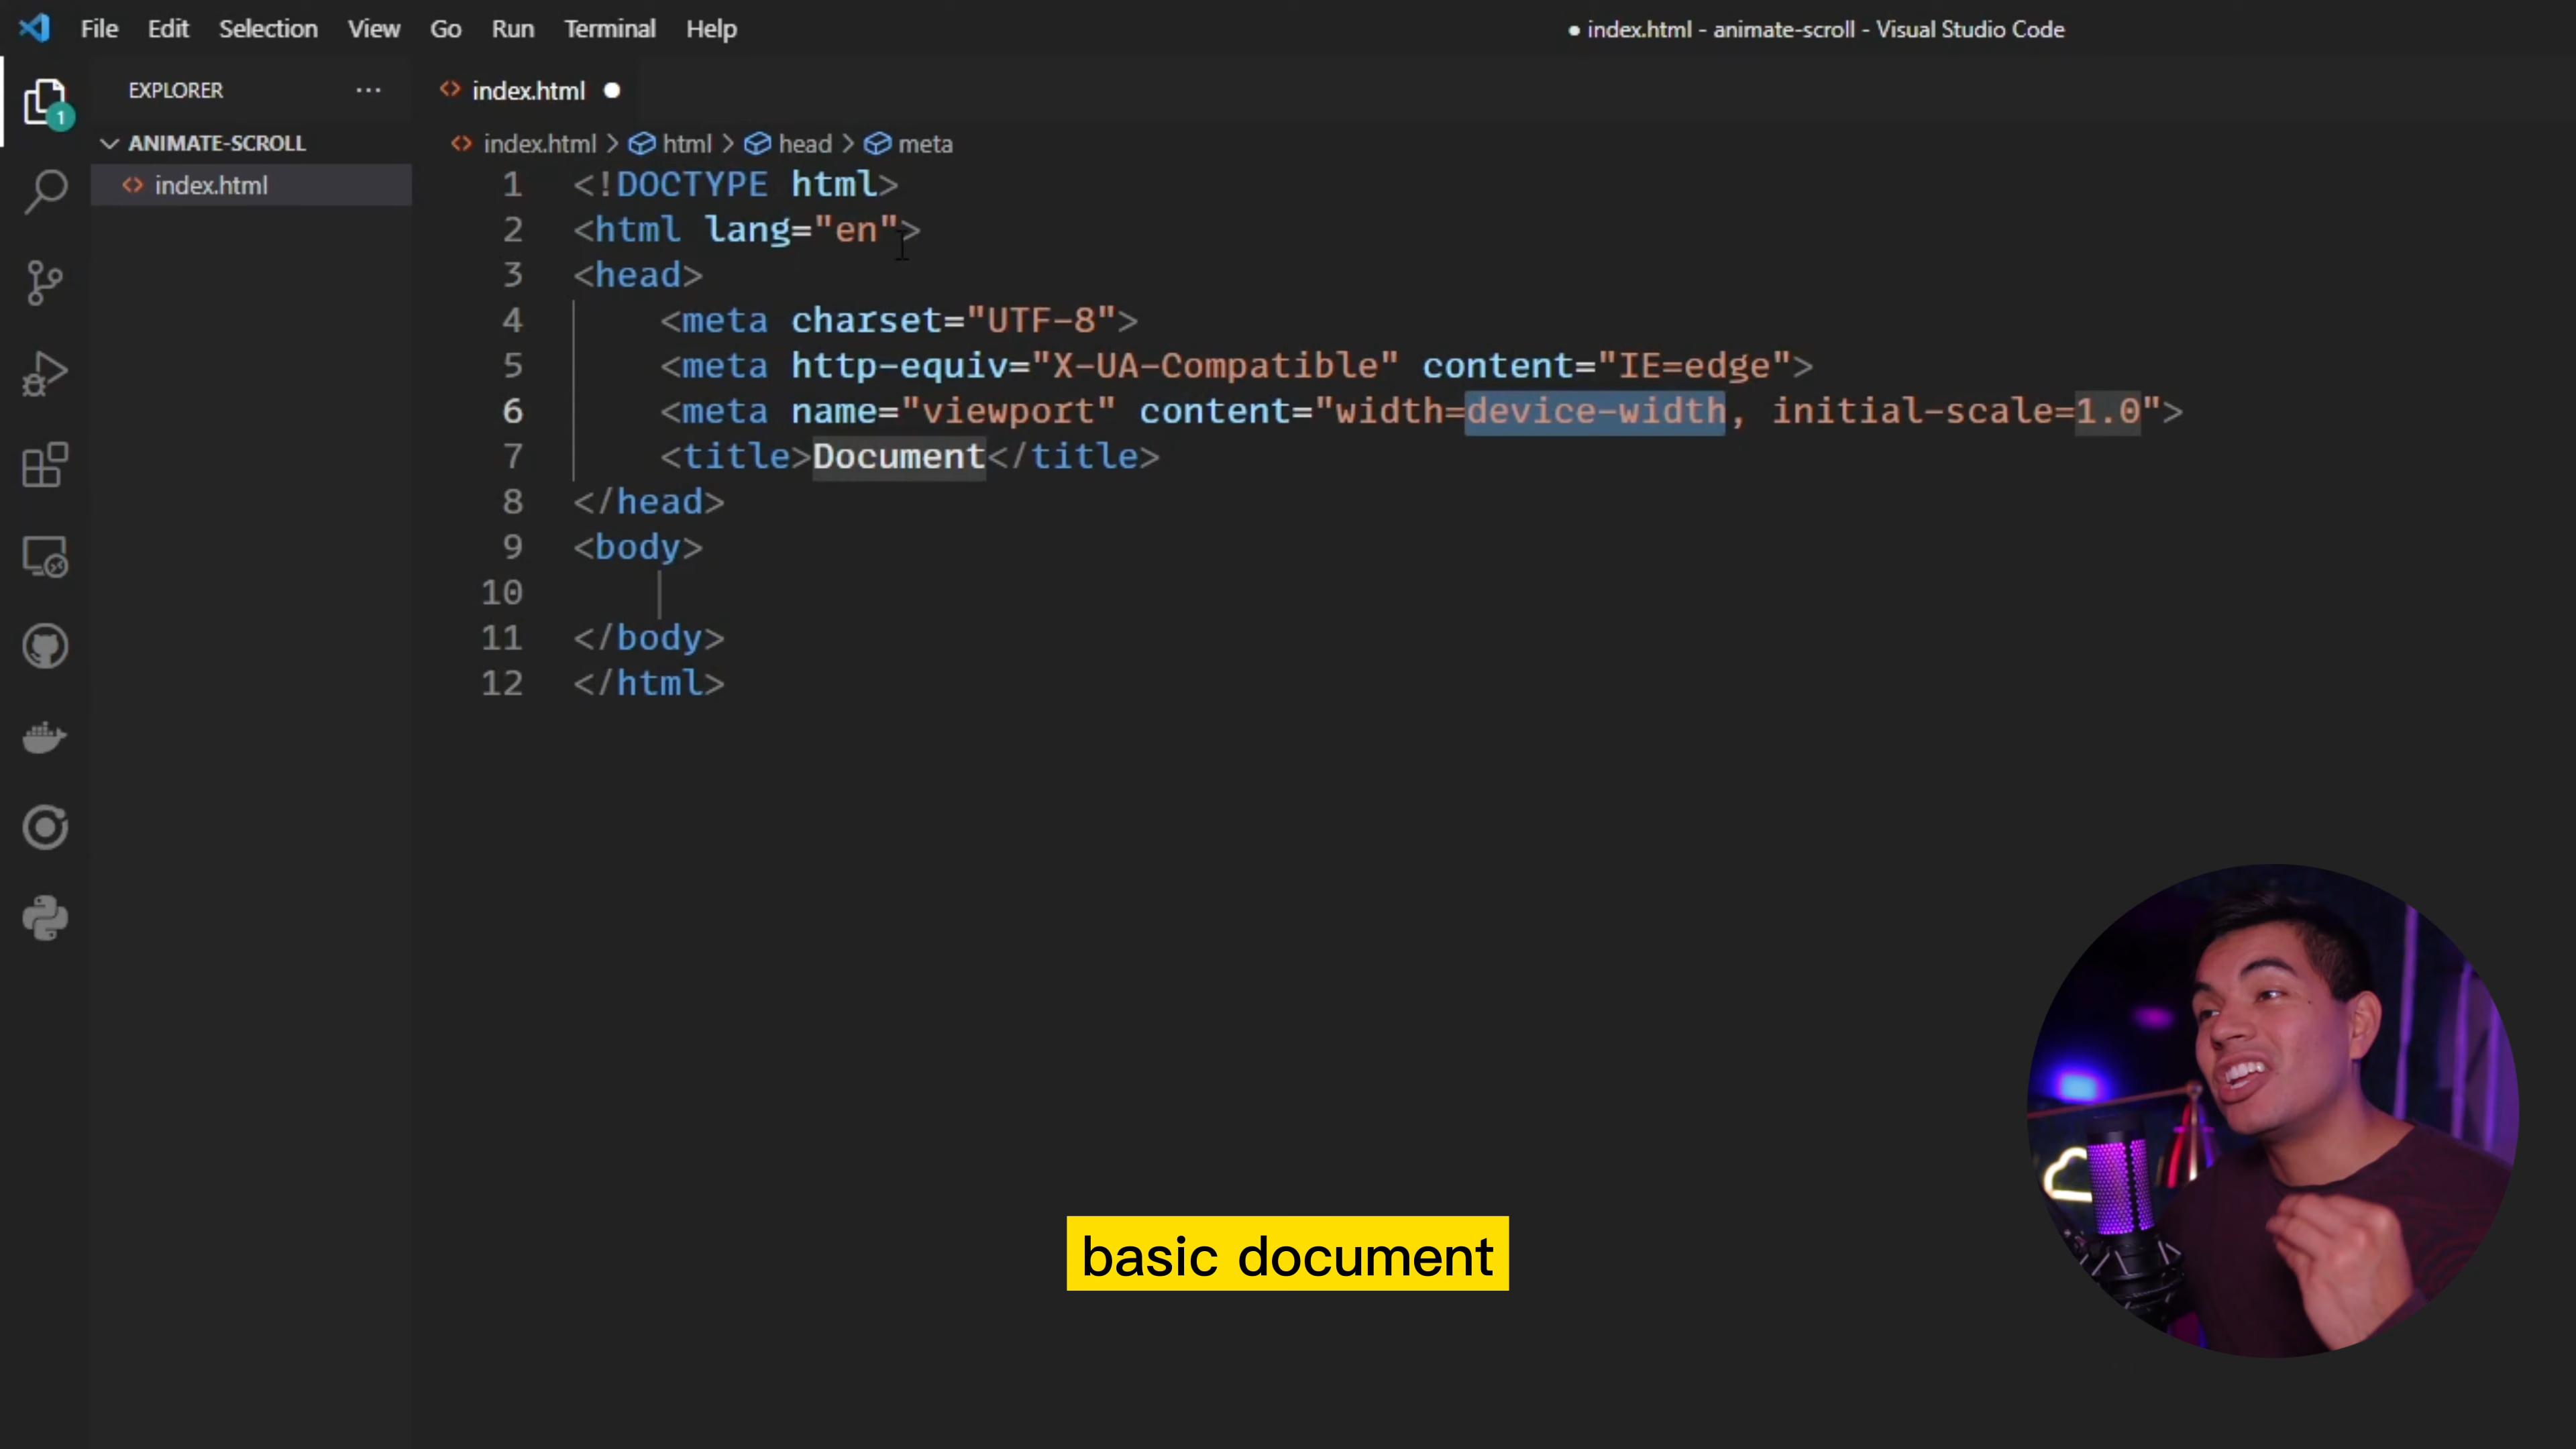 File Edit Selection View Go Run Terminal Help
● index.html - animate-scroll - Visual Studio Code
EXPLORER ···
index.html ●
1
ANIMATE-SCROLL
index.html
index.html > html > head > meta
1 <!DOCTYPE html>
2 <html lang="en">
3 <head>
4 <meta charset="UTF-8">
5 <meta http-equiv="X-UA-Compatible" content="IE=edge">
6 <meta name="viewport" content="width=device-width, initial-scale=1.0">
7 <title>Document</title>
8 </head>
9 <body>
10
11 </body>
12 </html>
basic document